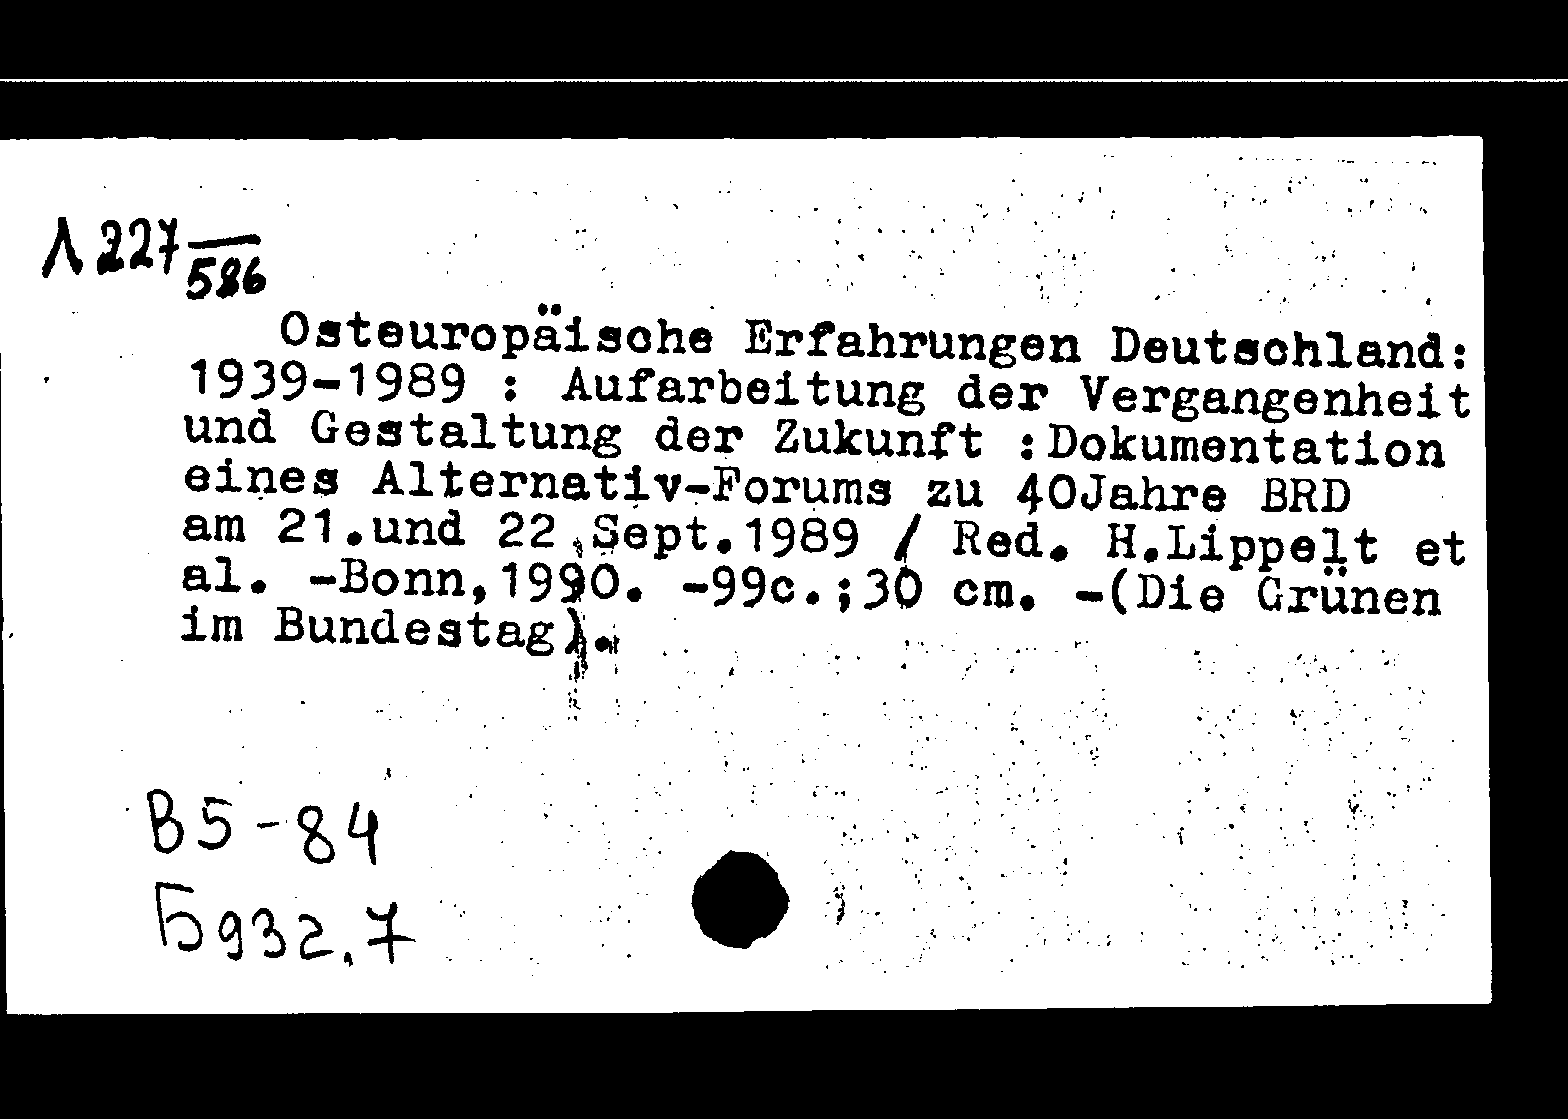 Л 227
586
Osteuropäische Erfahrungen Deutschland:
1939-1989 : Aufarbeitung der Vergangenheit
und Gestaltung der Zukunft :Dokumentation
eines Alternativ-Forums zu 40Jahre BRD
am 21.und 22.Sept.1989 / Red. H.Lippelt et
al. -Bonn,1990. -99c.;30 cm. -(Die Grünen
im Bundestag).
В5-84
Б932.7